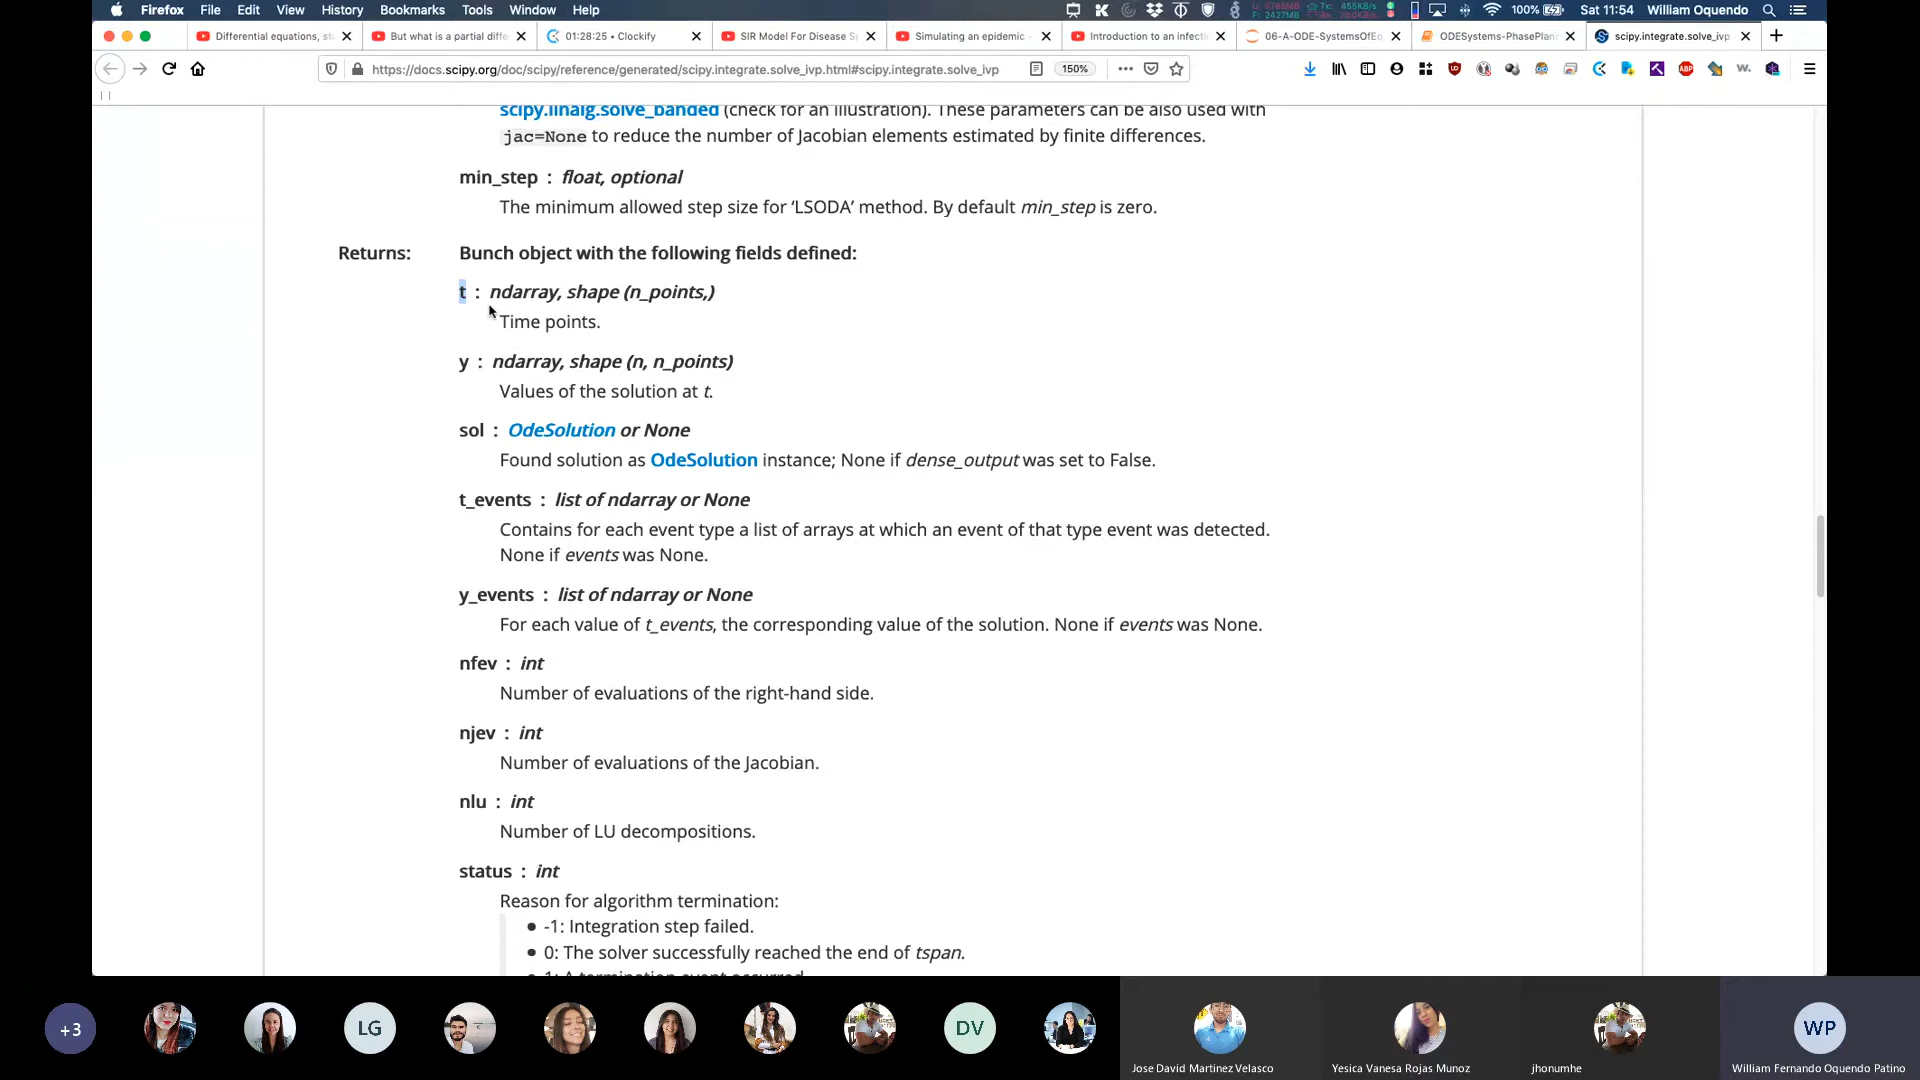 Firefox File Edit View History Bookmarks Tools Window Help
100% Sat 11:54 William Oquendo
Differential equations, st
But what is a partial diffe
01:28:25 • Clockify
SIR Model For Disease S
Simulating an epidemic -
Introduction to an infecti
06-A-ODE-SystemsOfEq
ODESystems-PhasePlan
scipy.integrate.solve_ivp
https://docs.scipy.org/doc/scipy/reference/generated/scipy.integrate.solve_ivp.html#scipy.integrate.solve_ivp
150%
scipy.linalg.solve_banded (check for an illustration). These parameters can be also used with
jac=None to reduce the number of Jacobian elements estimated by finite differences.
min_step : float, optional
The minimum allowed step size for ‘LSODA’ method. By default min_step is zero.
Returns: Bunch object with the following fields defined:
t : ndarray, shape (n_points,)
Time points.
y : ndarray, shape (n, n_points)
Values of the solution at t.
sol : OdeSolution or None
Found solution as OdeSolution instance; None if dense_output was set to False.
t_events : list of ndarray or None
Contains for each event type a list of arrays at which an event of that type event was detected.
None if events was None.
y_events : list of ndarray or None
For each value of t_events, the corresponding value of the solution. None if events was None.
nfev : int
Number of evaluations of the right-hand side.
njev : int
Number of evaluations of the Jacobian.
nlu : int
Number of LU decompositions.
status : int
Reason for algorithm termination:
• -1: Integration step failed.
• 0: The solver successfully reached the end of tspan.
• 1: A termination event occurred.
+3
LG
DV
WP
Jose David Martinez Velasco
Yesica Vanesa Rojas Munoz
jhonumhe
William Fernando Oquendo Patino